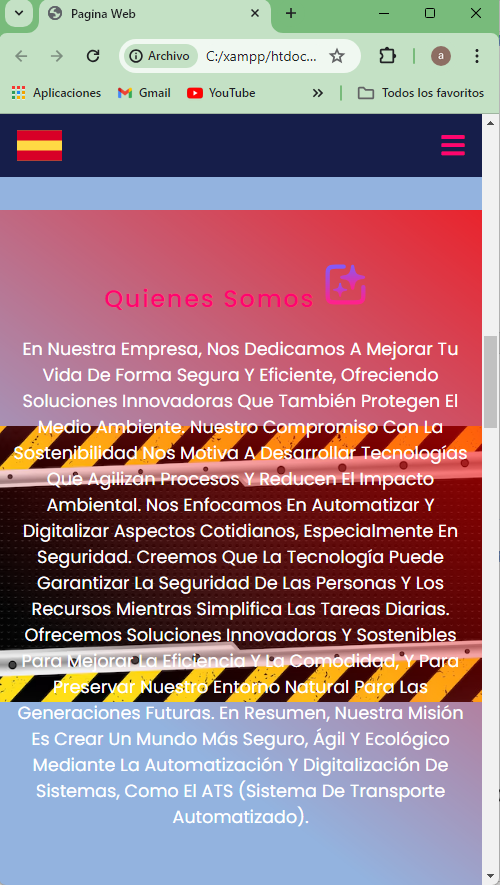 Pagina Web
Archivo
C:/xampp/htdoc...
a
Aplicaciones
Gmail
YouTube
Todos los favoritos
Quienes Somos
En Nuestra Empresa, Nos Dedicamos A Mejorar Tu
Vida De Forma Segura Y Eficiente, Ofreciendo
Soluciones Innovadoras Que También Protegen El
Medio Ambiente. Nuestro Compromiso Con La
Sostenibilidad Nos Motiva A Desarrollar Tecnologías
Que Agilizan Procesos Y Reducen El Impacto
Ambiental. Nos Enfocamos En Automatizar Y
Digitalizar Aspectos Cotidianos, Especialmente En
Seguridad. Creemos Que La Tecnología Puede
Garantizar La Seguridad De Las Personas Y Los
Recursos Mientras Simplifica Las Tareas Diarias.
Ofrecemos Soluciones Innovadoras Y Sostenibles
Para Mejorar La Eficiencia Y La Comodidad, Y Para
Preservar Nuestro Entorno Natural Para Las
Generaciones Futuras. En Resumen, Nuestra Misión
Es Crear Un Mundo Más Seguro, Ágil Y Ecológico
Mediante La Automatización Y Digitalización De
Sistemas, Como El ATS (Sistema De Transporte
Automatizado).